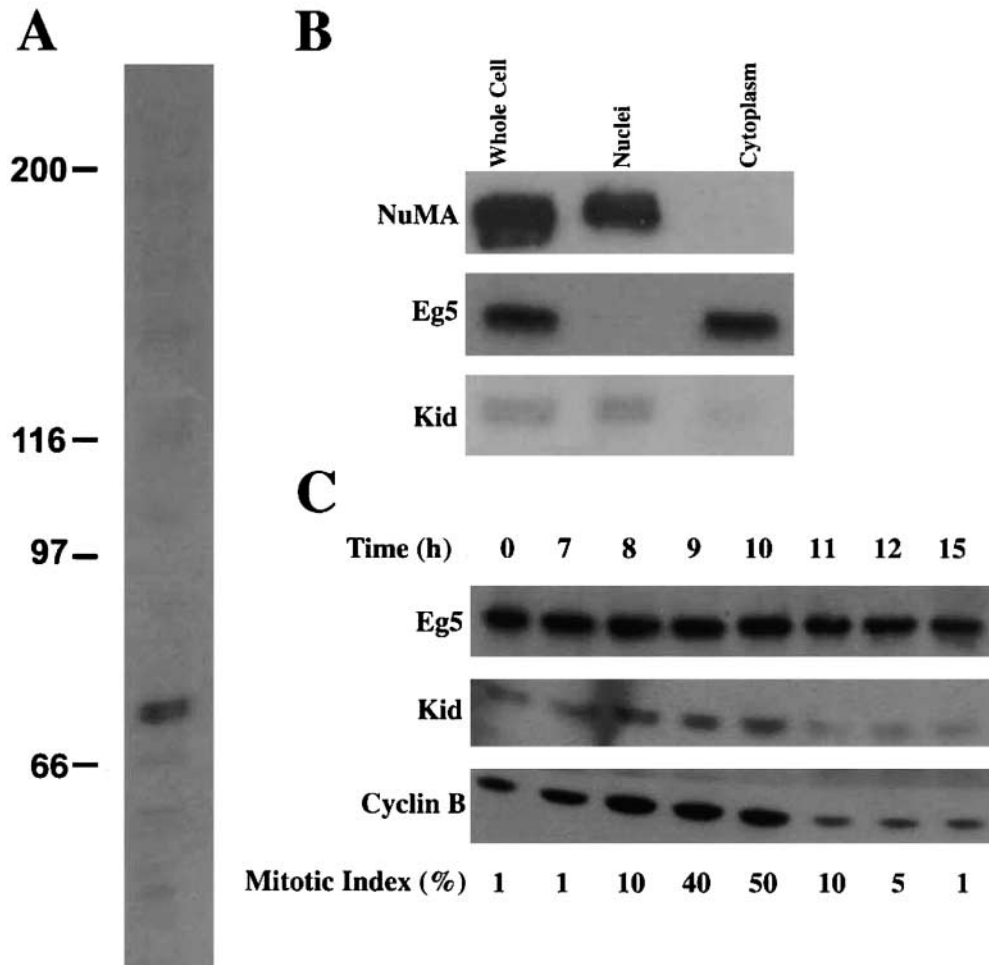 A
200
116
97
66
B
Whole Cell
Nuclei
Cytoplasm
NuMA
Eg5
Kid
C
Time (h) 0 7 8 9 10 11 12 15
Eg5
Kid
Cyclin B
Mitotic Index (%) 1 1 10 40 50 10 5 1